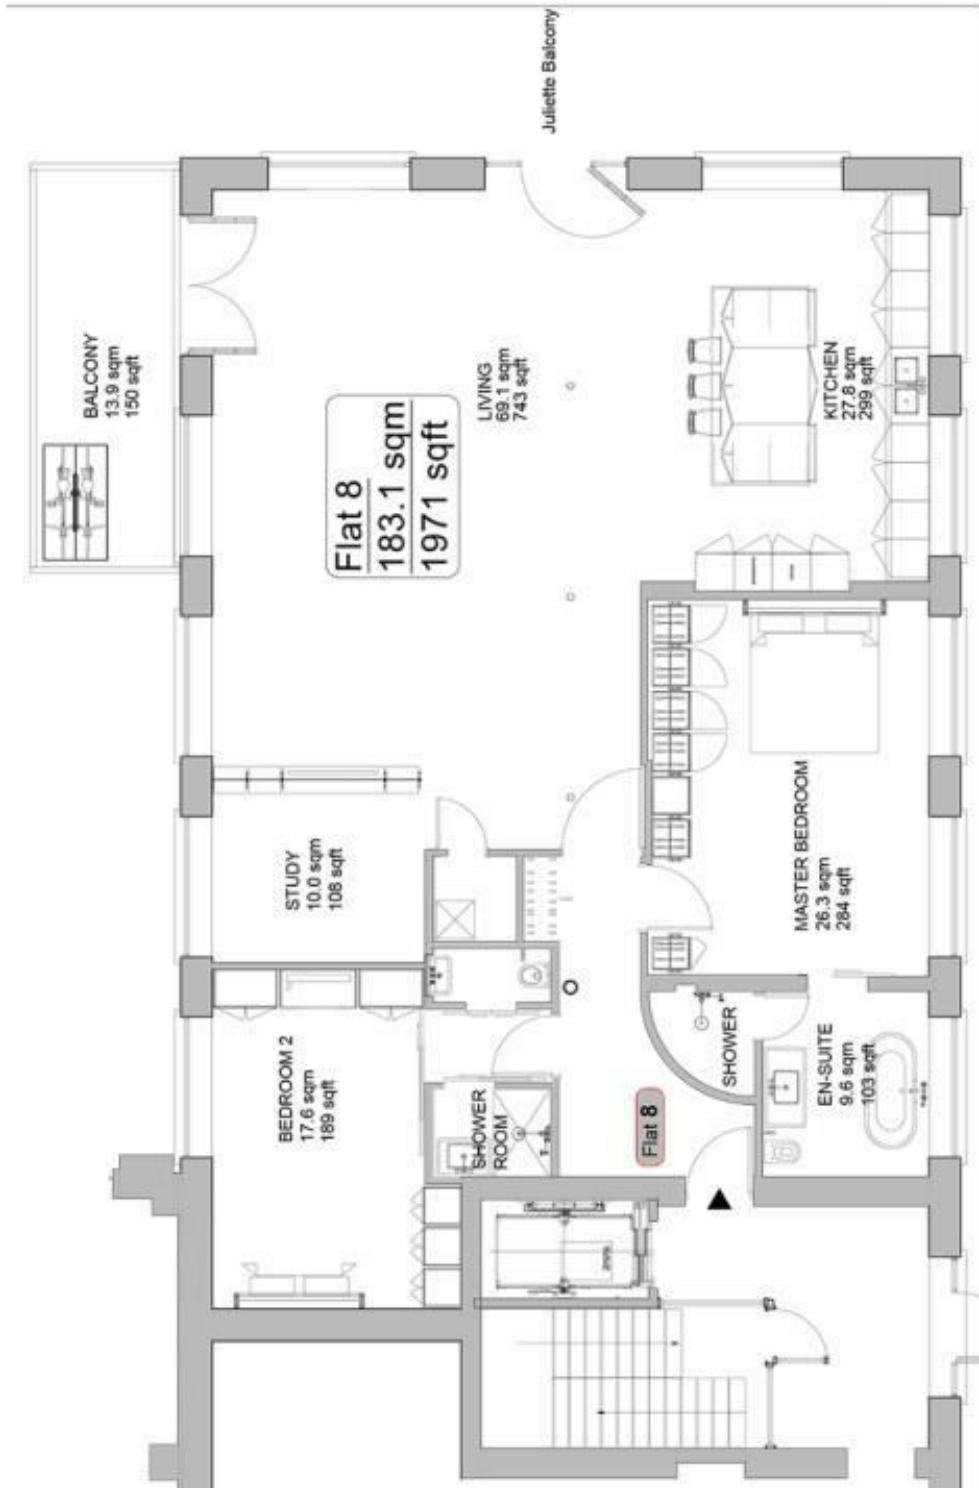 Juliette Balcony
BALCONY
13.9 sqm
150 sqft
Flat 8
183.1 sqm
1971 sqft
LIVING
69.1 sqm
743 sqft
KITCHEN
27.8 sqm
299 sqft
STUDY
10.0 sqm
108 sqft
MASTER BEDROOM
26.3 sqm
284 sqft
BEDROOM 2
17.6 sqm
189 sqft
SHOWER
ROOM
SHOWER
EN-SUITE
9.6 sqm
103 sqft
Flat 8